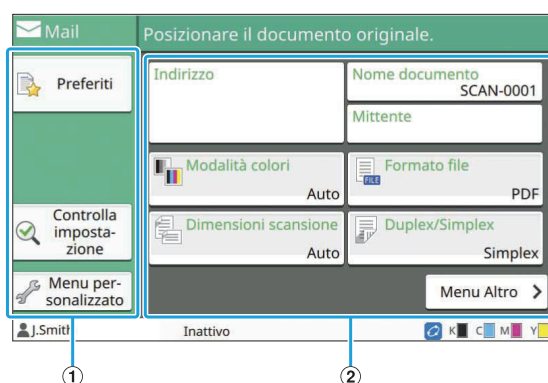 Mail
Posizionare il documento originale.
Preferiti
Controlla
imposta-
zione
Menu per-
sonalizzato
Indirizzo
Nome documento
SCAN-0001
Mittente
Modalità colori
Auto
Formato file
FILE
PDF
Dimensioni scansione
Auto
Duplex/Simplex
Simplex
Menu Altro
J.Smith
Inattivo
K C M Y
1
2